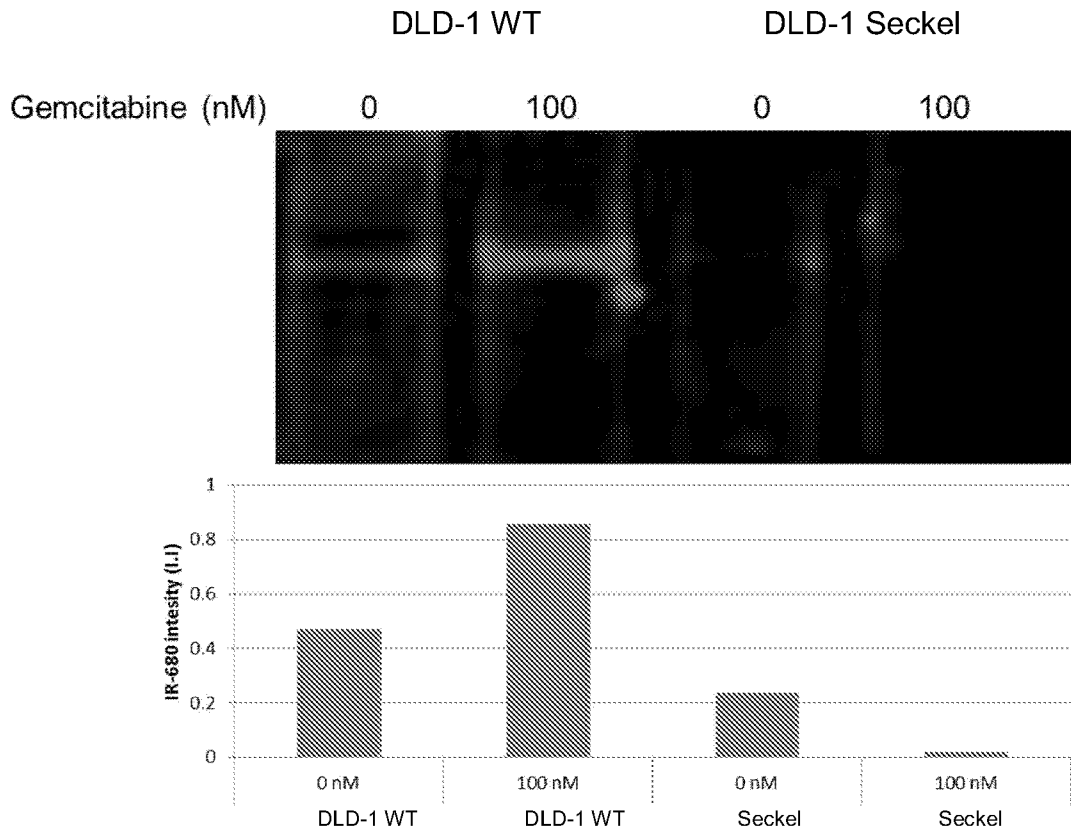 DLD-1 WT DLD-1 Seckel
Gemcitabine (nM) 0 100 0 100
1
0.8
0.6
0.4
0.2
0
IR-680 intesity (I.I)
0 nM 100 nM 0 nM 100 nM
DLD-1 WT DLD-1 WT Seckel Seckel